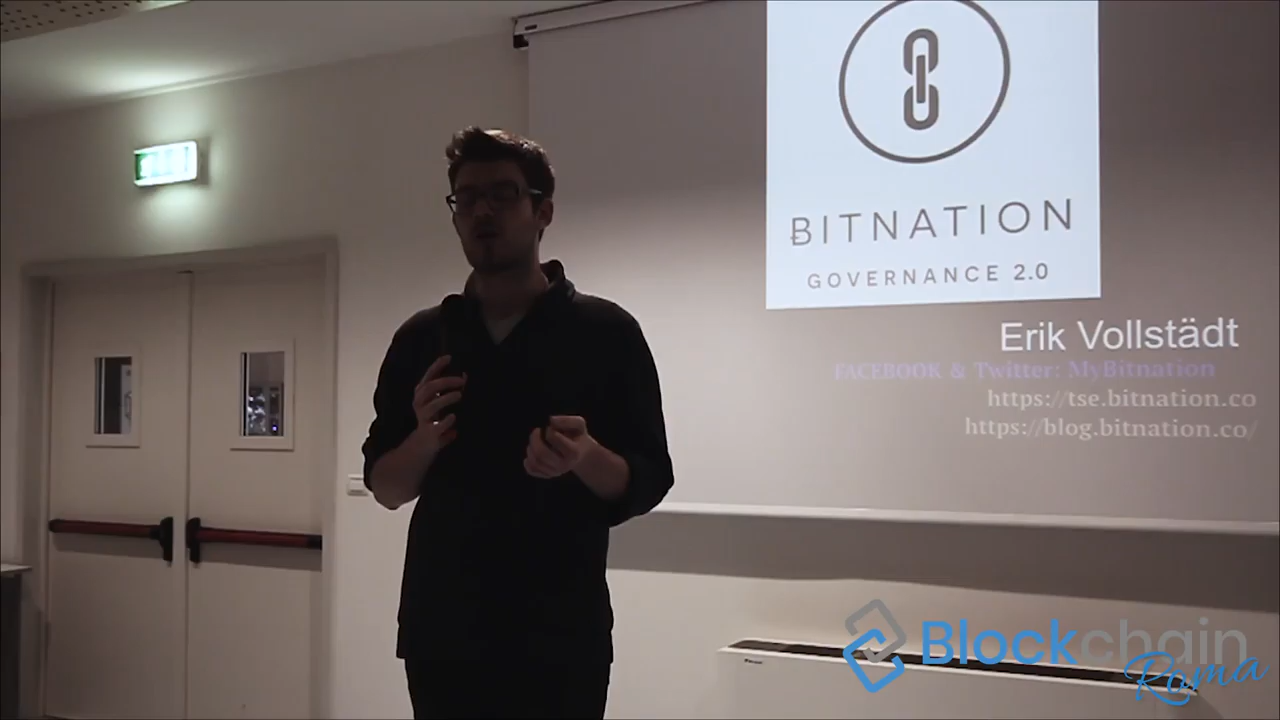 BITNATION
GOVERNANCE 2.0
Erik Vollstädt
FACEBOOK & Twitter: MyBitnation
https://tse.bitnation.co
https://blog.bitnation.co/
Blockchain
Roma